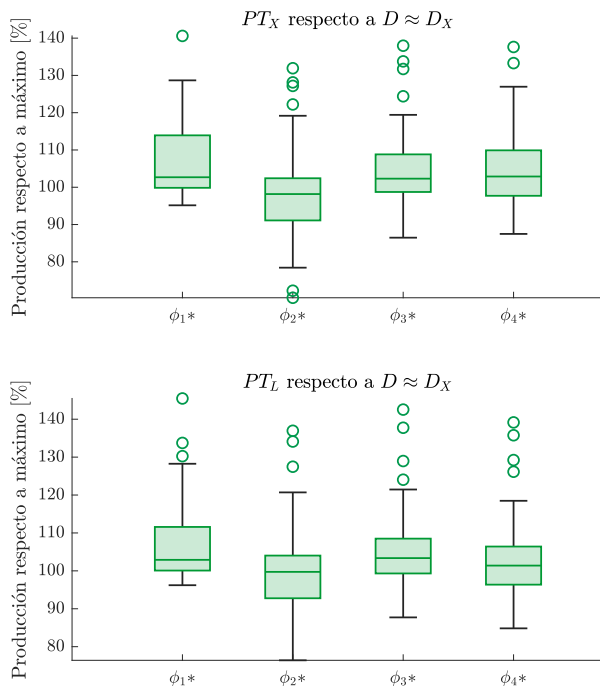 PT_X respecto a D ≈ D_X
Producción respecto a máximo [%]
140
130
120
110
100
90
80
ϕ₁* ϕ₂* ϕ₃* ϕ₄*
PT_L respecto a D ≈ D_X
Producción respecto a máximo [%]
140
130
120
110
100
90
80
ϕ₁* ϕ₂* ϕ₃* ϕ₄*